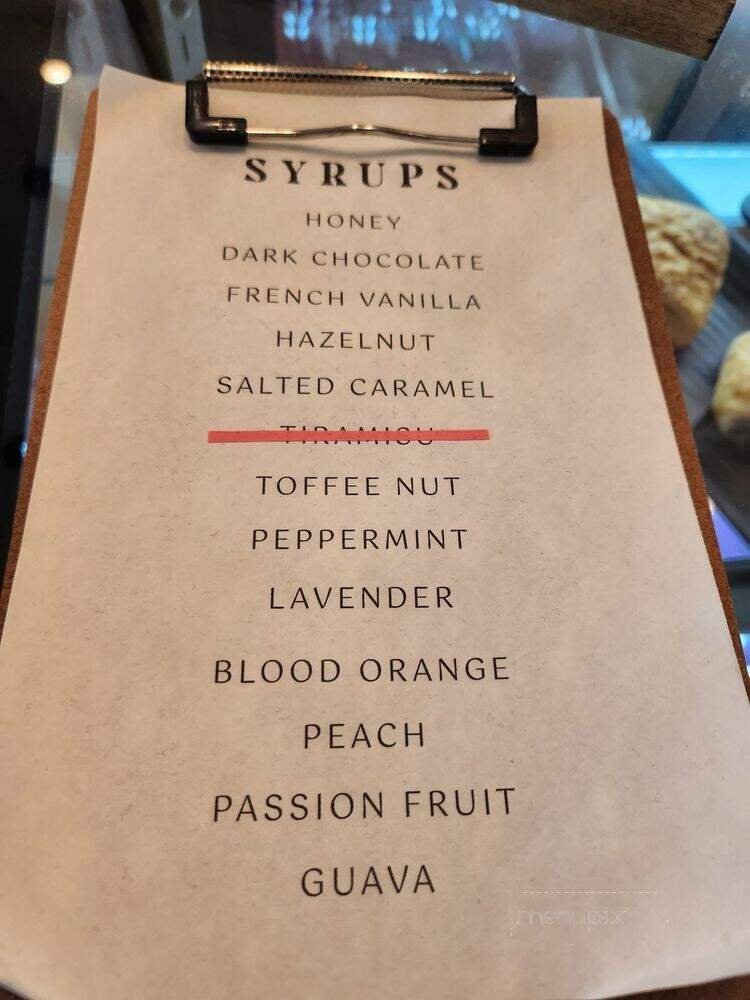 SYRUPS
HONEY
DARK CHOCOLATE
FRENCH VANILLA
HAZELNUT
SALTED CARAMEL
TIRAMISU
TOFFEE NUT
PEPPERMINT
LAVENDER
BLOOD ORANGE
PEACH
PASSION FRUIT
GUAVA
menupix